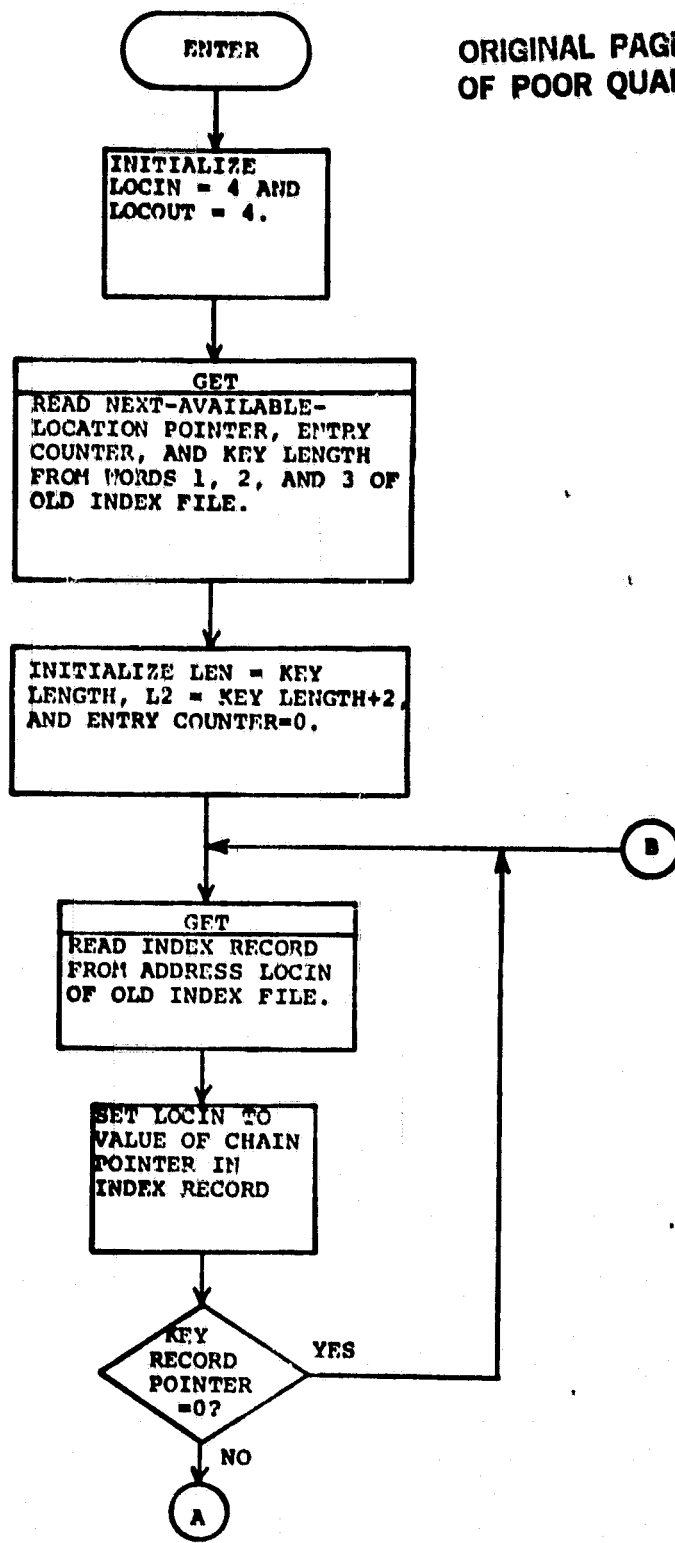 ENTER
ORIGINAL PAGE
OF POOR QUAL
INITIALIZE
LOCIN = 4 AND
LOCOUT = 4.
GET
READ NEXT-AVAILABLE-
LOCATION POINTER, ENTRY
COUNTER, AND KEY LENGTH
FROM WORDS 1, 2, AND 3 OF
OLD INDEX FILE.
INITIALIZE LEN = KEY
LENGTH, L2 = KEY LENGTH+2,
AND ENTRY COUNTER=0.
B
GET
READ INDEX RECORD
FROM ADDRESS LOCIN
OF OLD INDEX FILE.
SET LOCIN TO
VALUE OF CHAIN
POINTER IN
INDEX RECORD
KEY
RECORD
POINTER
=0?
YES
NO
A